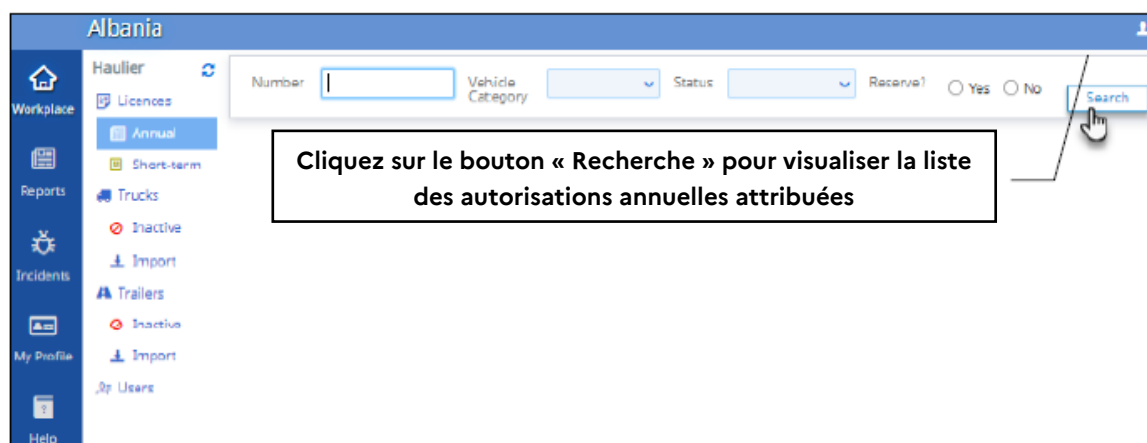 Albania
Workplace
Reports
Incidents
My Profile
Help
Haulier
Licences
Annual
Short-term
Trucks
Inactive
Import
Trailers
Inactive
Import
Users
Number
Vehicle
Category
Status
Reserve?
Yes
No
Search
Cliquez sur le bouton « Recherche » pour visualiser la liste
des autorisations annuelles attribuées